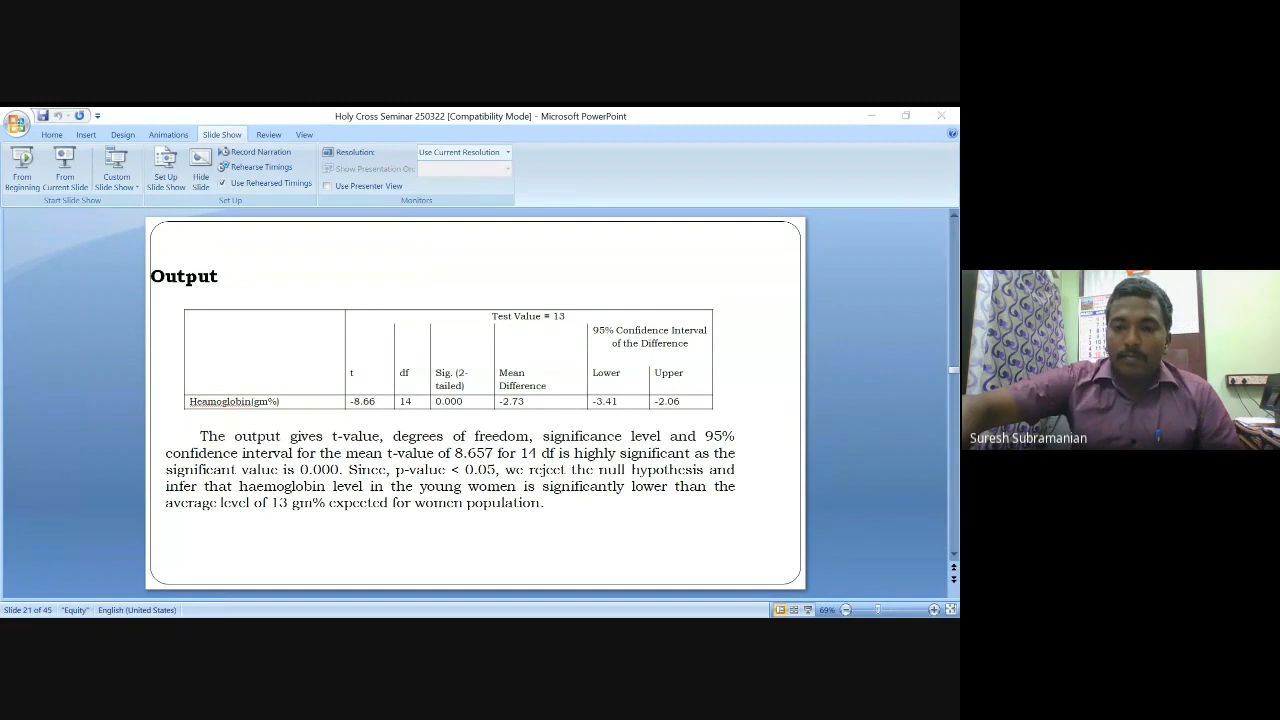 Holy Cross Seminar 250322 [Compatibility Mode] - Microsoft PowerPoint
Home Insert Design Animations Slide Show Review View
From Beginning
From Current Slide
Custom Slide Show
Start Slide Show
Set Up Slide Show
Hide Slide
Record Narration
Rehearse Timings
Use Rehearsed Timings
Set Up
Resolution: Use Current Resolution
Show Presentation On:
Use Presenter View
Monitors
Output
Test Value = 13
95% Confidence Interval
of the Difference
t df Sig. (2-tailed) Mean Difference Lower Upper
Heamoglobin(gm%) -8.66 14 0.000 -2.73 -3.41 -2.06
The output gives t-value, degrees of freedom, significance level and 95%
confidence interval for the mean t-value of 8.657 for 14 df is highly significant as the
significant value is 0.000. Since, p-value < 0.05, we reject the null hypothesis and
infer that haemoglobin level in the young women is significantly lower than the
average level of 13 gm% expected for women population.
Slide 21 of 45 "Equity" English (United States) 69%
Suresh Subramanian